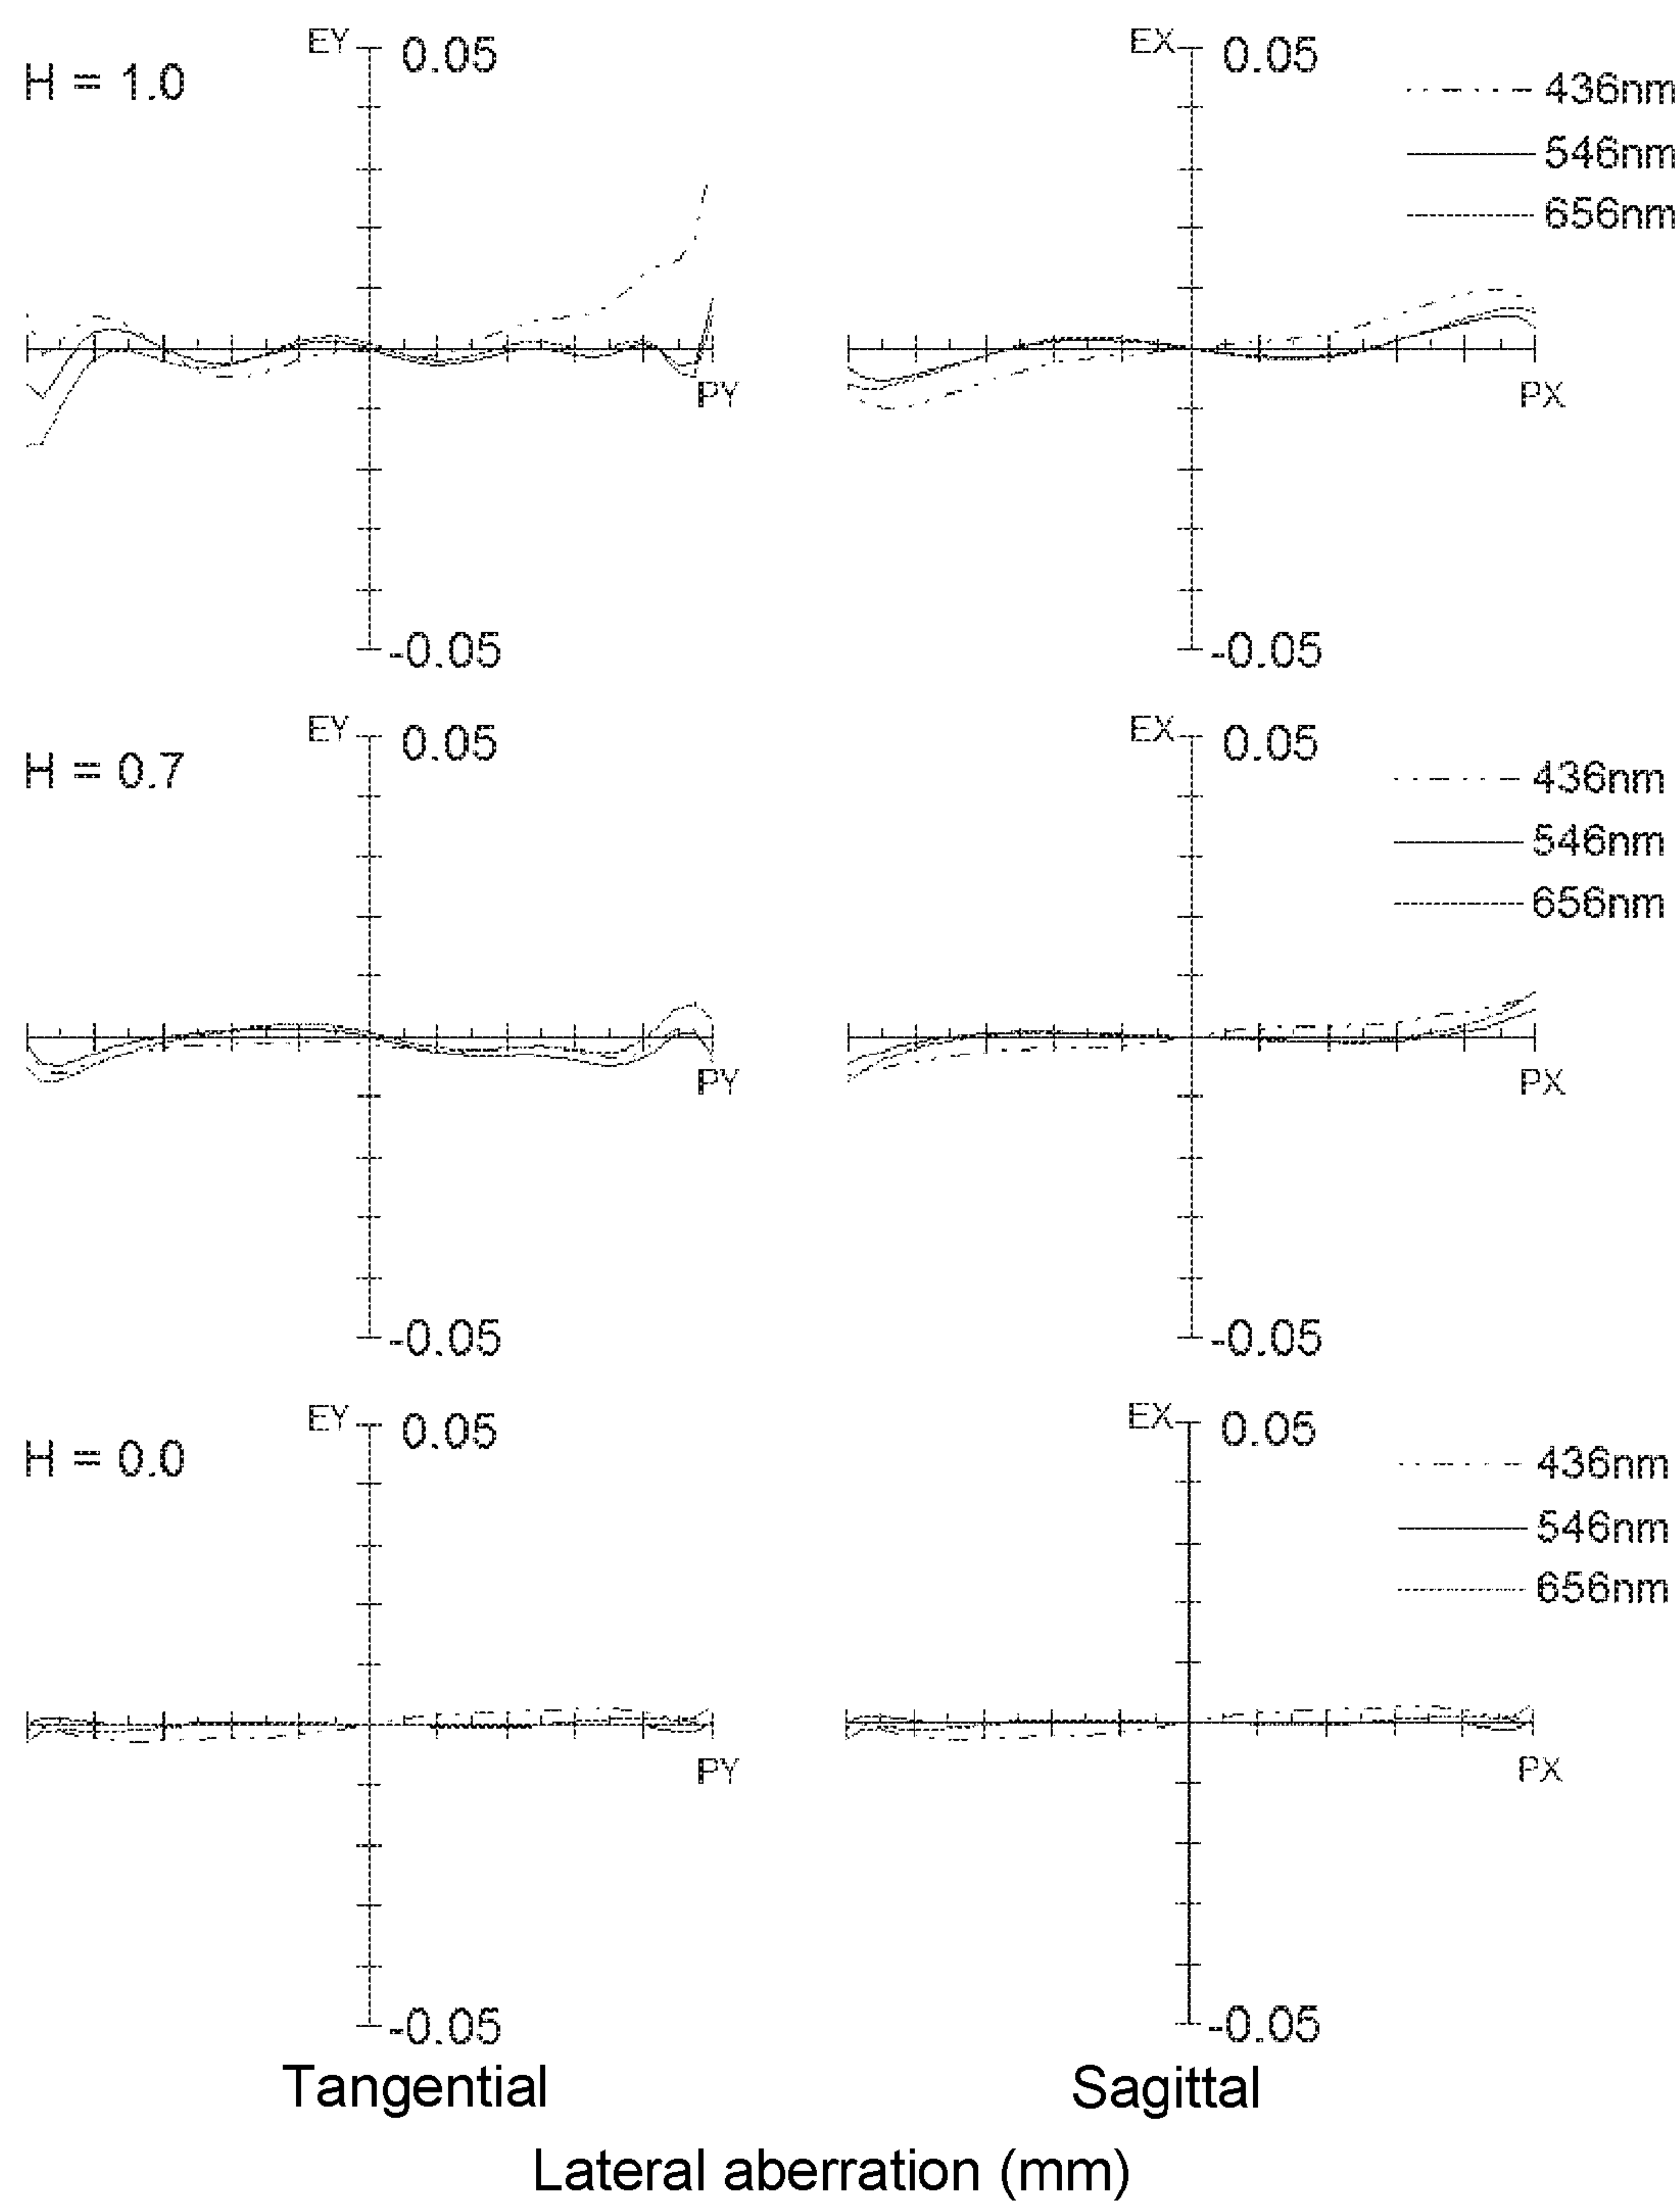 EY 0.05 EX 0.05
H = 1.0
436nm
546nm
656nm
PY PX
-0.05 -0.05
EY 0.05 EX 0.05
H = 0.7
436nm
546nm
656nm
PY PX
-0.05 -0.05
EY 0.05 EX 0.05
H = 0.0
436nm
546nm
656nm
PY PX
-0.05 -0.05
Tangential Sagittal
Lateral aberration (mm)